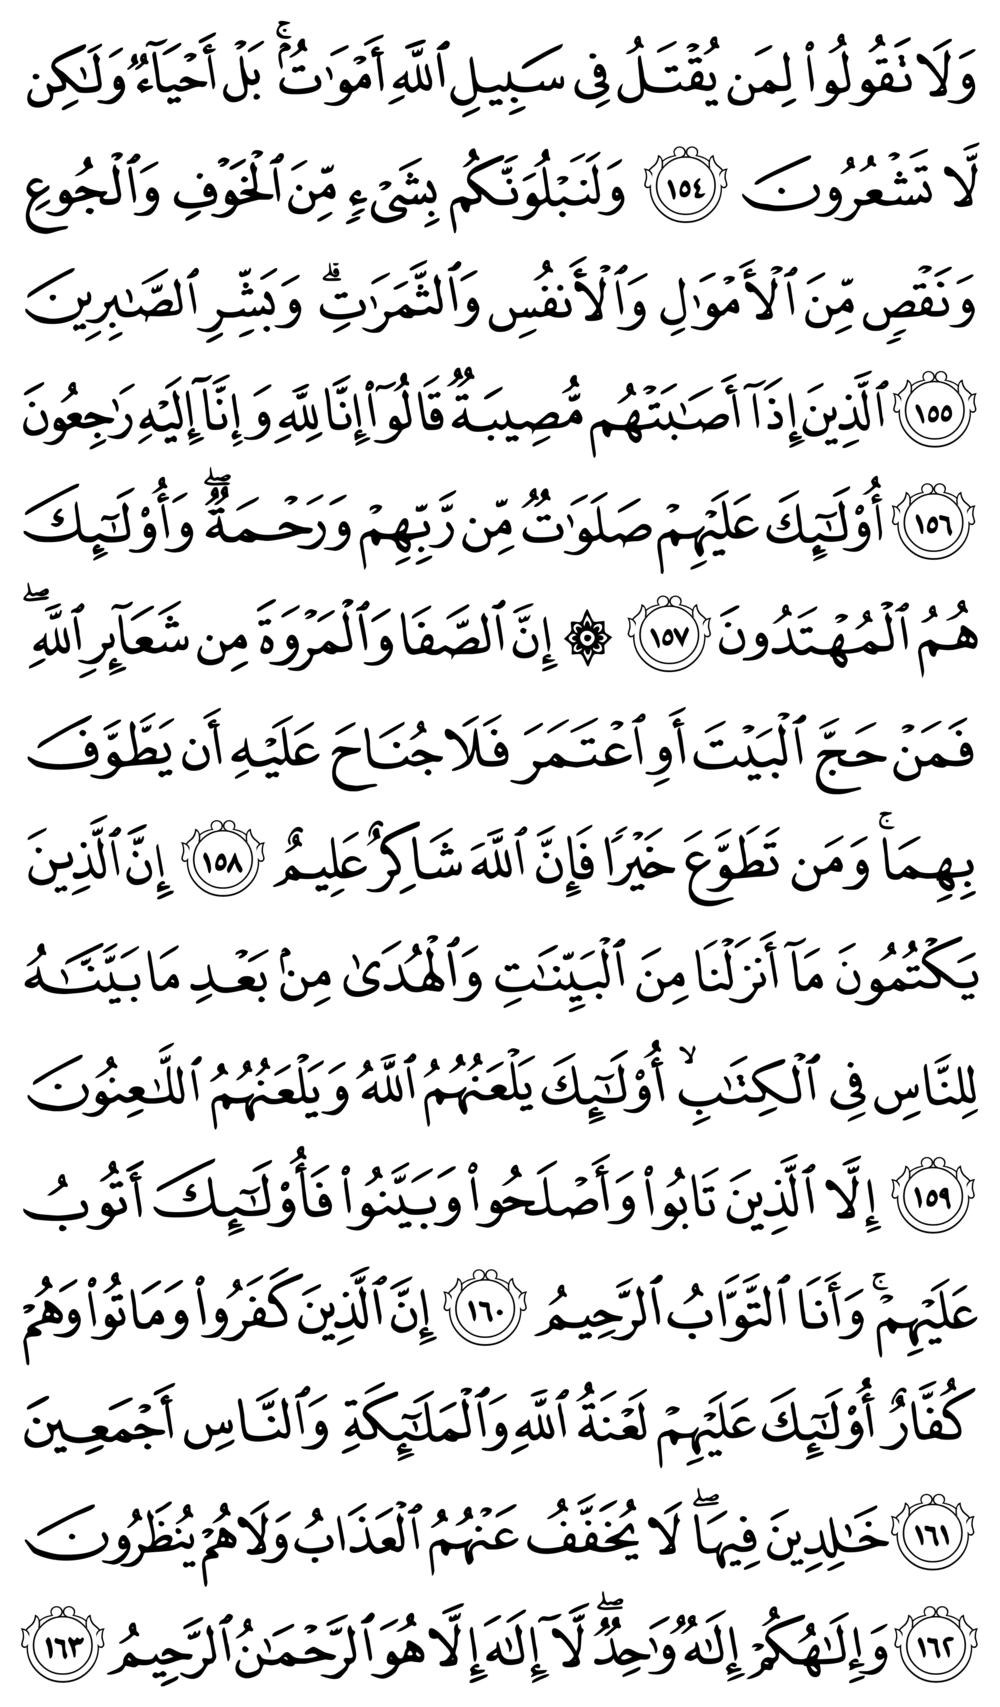 وَلَا تَقُولُوا۟ لِمَن يُقْتَلُ فِى سَبِيلِ ٱللَّهِ أَمْوَٰتٌۢ ۚ بَلْ أَحْيَآءٌ وَلَـٰكِن
لَّا تَشْعُرُونَ ١٥٤ وَلَنَبْلُوَنَّكُم بِشَىْءٍ مِّنَ ٱلْخَوْفِ وَٱلْجُوعِ
وَنَقْصٍ مِّنَ ٱلْأَمْوَٰلِ وَٱلْأَنفُسِ وَٱلثَّمَرَٰتِ ۗ وَبَشِّرِ ٱلصَّـٰبِرِينَ
١٥٥ ٱلَّذِينَ إِذَآ أَصَـٰبَتْهُم مُّصِيبَةٌ قَالُوٓا۟ إِنَّا لِلَّهِ وَإِنَّآ إِلَيْهِ رَٰجِعُونَ
١٥٦ أُو۟لَـٰٓئِكَ عَلَيْهِمْ صَلَوَٰتٌ مِّن رَّبِّهِمْ وَرَحْمَةٌ ۖ وَأُو۟لَـٰٓئِكَ
هُمُ ٱلْمُهْتَدُونَ ١٥٧ ۞ إِنَّ ٱلصَّفَا وَٱلْمَرْوَةَ مِن شَعَآئِرِ ٱللَّهِ ۖ
فَمَنْ حَجَّ ٱلْبَيْتَ أَوِ ٱعْتَمَرَ فَلَا جُنَاحَ عَلَيْهِ أَن يَطَّوَّفَ
بِهِمَا ۚ وَمَن تَطَوَّعَ خَيْرًا فَإِنَّ ٱللَّهَ شَاكِرٌ عَلِيمٌ ١٥٨ إِنَّ ٱلَّذِينَ
يَكْتُمُونَ مَآ أَنزَلْنَا مِنَ ٱلْبَيِّنَـٰتِ وَٱلْهُدَىٰ مِنۢ بَعْدِ مَا بَيَّنَّـٰهُ
لِلنَّاسِ فِى ٱلْكِتَـٰبِ ۙ أُو۟لَـٰٓئِكَ يَلْعَنُهُمُ ٱللَّهُ وَيَلْعَنُهُمُ ٱللَّـٰعِنُونَ
١٥٩ إِلَّا ٱلَّذِينَ تَابُوا۟ وَأَصْلَحُوا۟ وَبَيَّنُوا۟ فَأُو۟لَـٰٓئِكَ أَتُوبُ
عَلَيْهِمْ ۚ وَأَنَا ٱلتَّوَّابُ ٱلرَّحِيمُ ١٦٠ إِنَّ ٱلَّذِينَ كَفَرُوا۟ وَمَاتُوا۟ وَهُمْ
كُفَّارٌ أُو۟لَـٰٓئِكَ عَلَيْهِمْ لَعْنَةُ ٱللَّهِ وَٱلْمَلَـٰٓئِكَةِ وَٱلنَّاسِ أَجْمَعِينَ
١٦١ خَـٰلِدِينَ فِيهَا ۖ لَا يُخَفَّفُ عَنْهُمُ ٱلْعَذَابُ وَلَا هُمْ يُنظَرُونَ
١٦٢ وَإِلَـٰهُكُمْ إِلَـٰهٌ وَٰحِدٌ ۖ لَّآ إِلَـٰهَ إِلَّا هُوَ ٱلرَّحْمَـٰنُ ٱلرَّحِيمُ ١٦٣